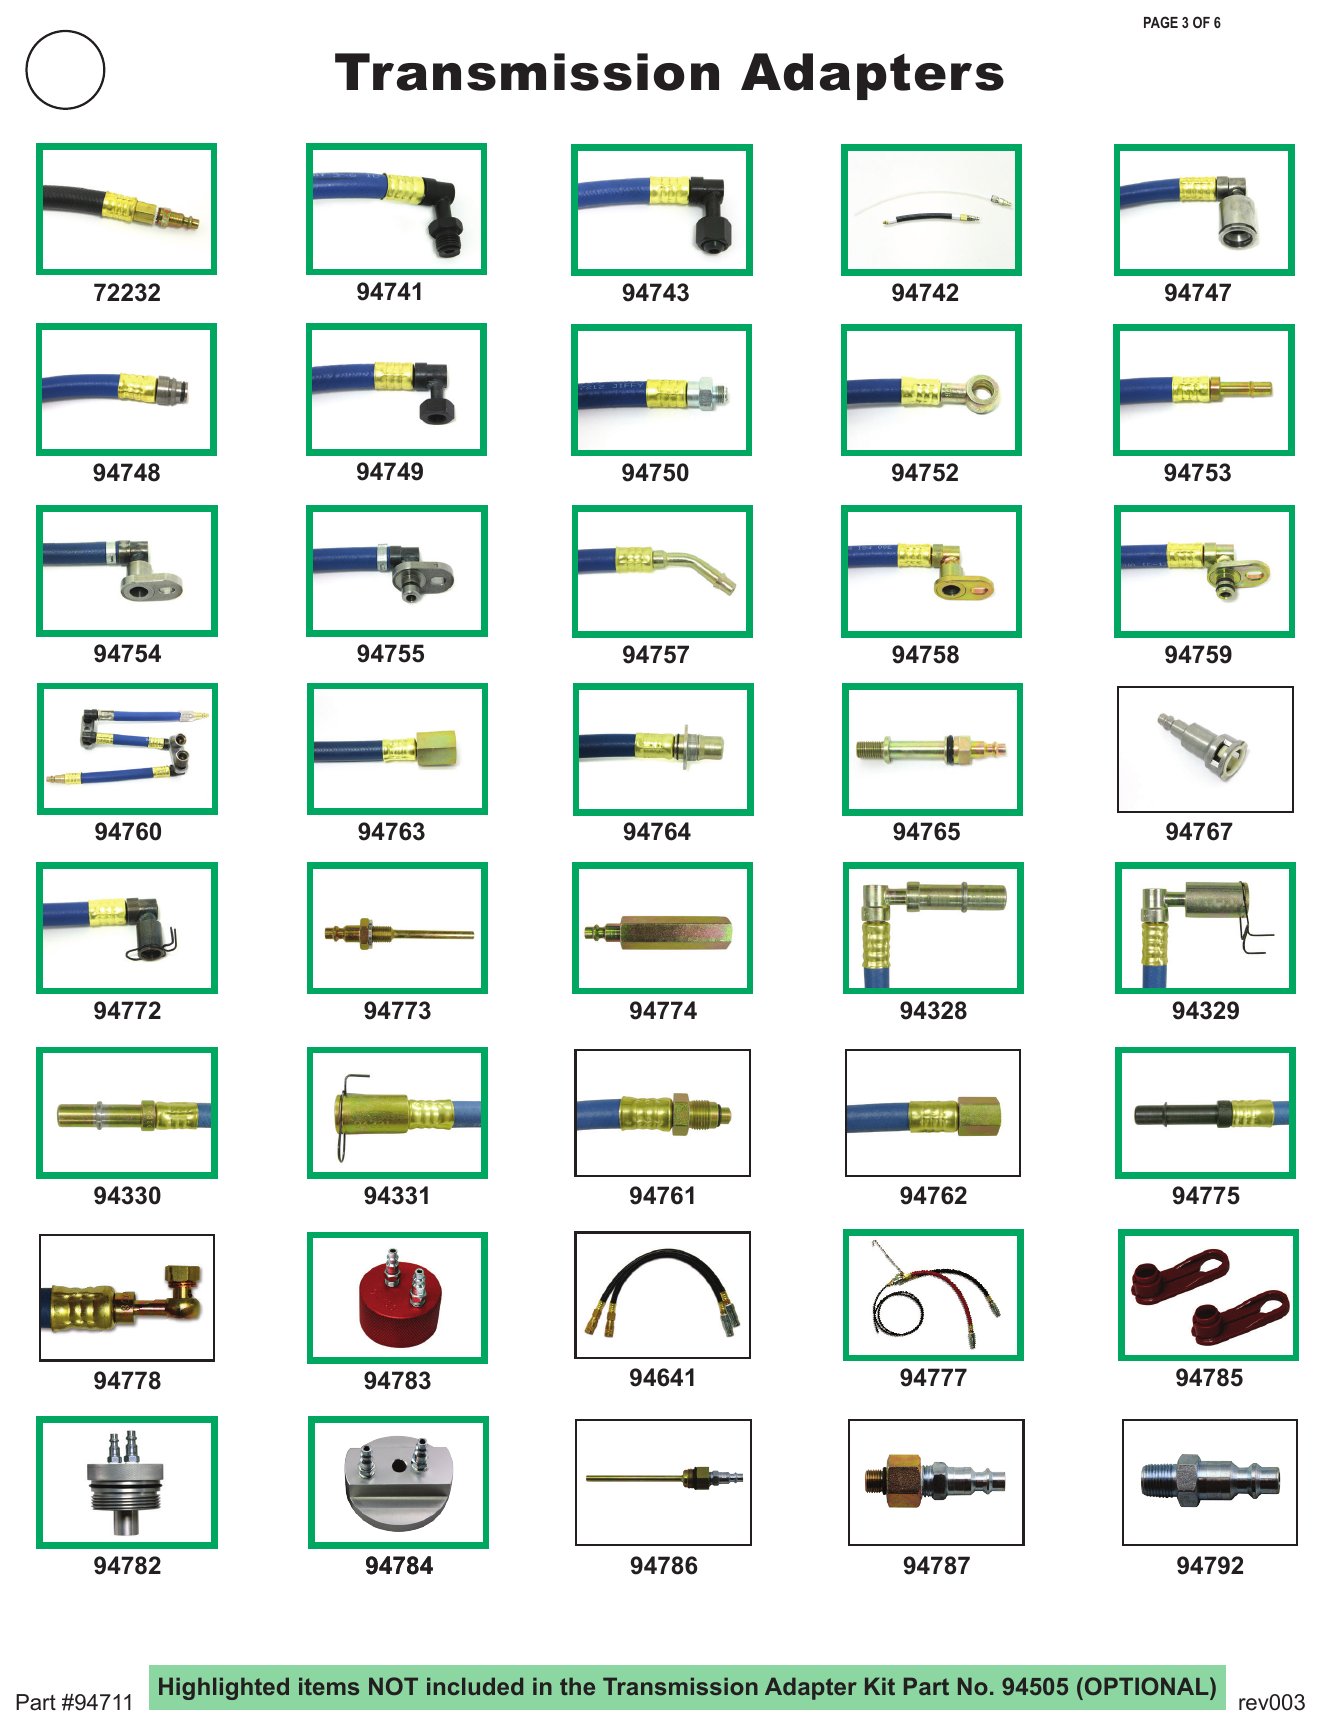 PAGE 3 OF 6
Transmission Adapters
72232 94741 94743 94742 94747
94748 94749 94750 94752 94753
94754 94755 94757 94758 94759
94760 94763 94764 94765 94767
94772 94773 94774 94328 94329
94330 94331 94761 94762 94775
94778 94783 94641 94777 94785
94782 94784 94786 94787 94792
Part #94711
Highlighted items NOT included in the Transmission Adapter Kit Part No. 94505 (OPTIONAL)
rev003